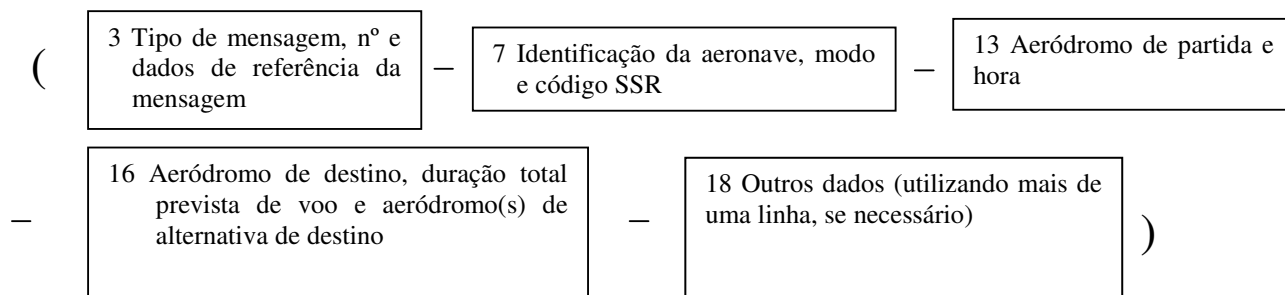 ( 3 Tipo de mensagem, nº e
dados de referência da
mensagem
– 7 Identificação da aeronave, modo
e código SSR
– 13 Aeródromo de partida e
hora
– 16 Aeródromo de destino, duração total
prevista de voo e aeródromo(s) de
alternativa de destino
– 18 Outros dados (utilizando mais de
uma linha, se necessário) )